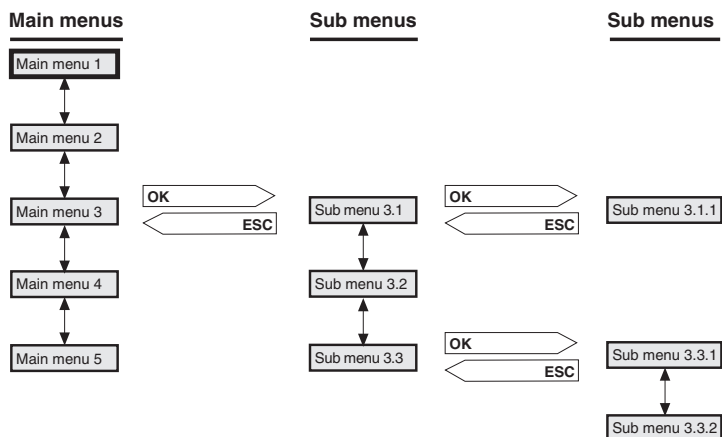 Main menus
Sub menus
Sub menus
Main menu 1
Main menu 2
Main menu 3
OK
ESC
Sub menu 3.1
OK
ESC
Sub menu 3.1.1
Main menu 4
Sub menu 3.2
Main menu 5
Sub menu 3.3
OK
ESC
Sub menu 3.3.1
Sub menu 3.3.2